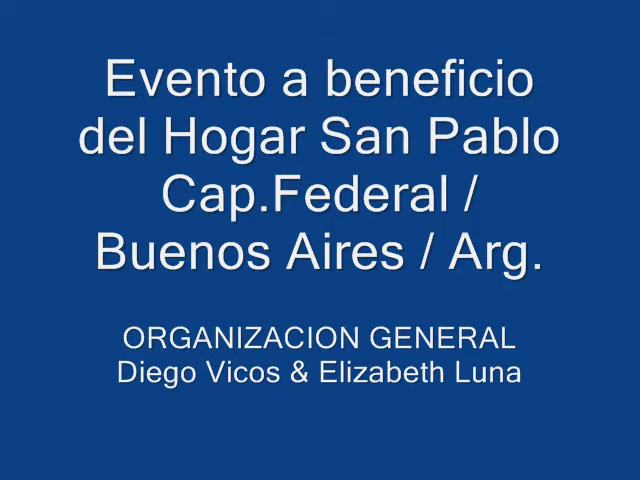 Evento a beneficio
del Hogar San Pablo
Cap.Federal /
Buenos Aires / Arg.
ORGANIZACION GENERAL
Diego Vicos & Elizabeth Luna